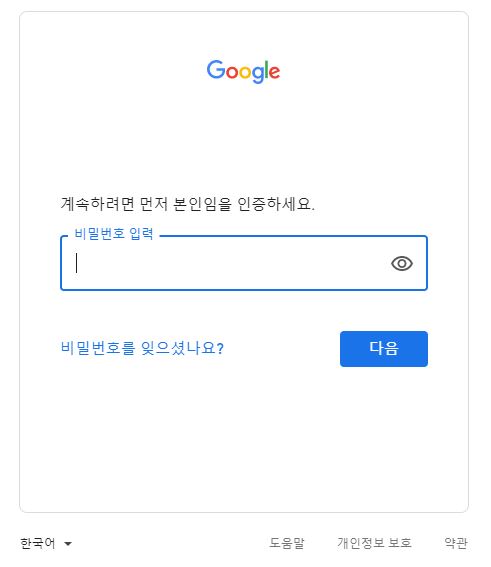 Google
계속하려면 먼저 본인임을 인증하세요.
비밀번호 입력
비밀번호를 잊으셨나요?
다음
한국어
도움말
개인정보 보호
약관